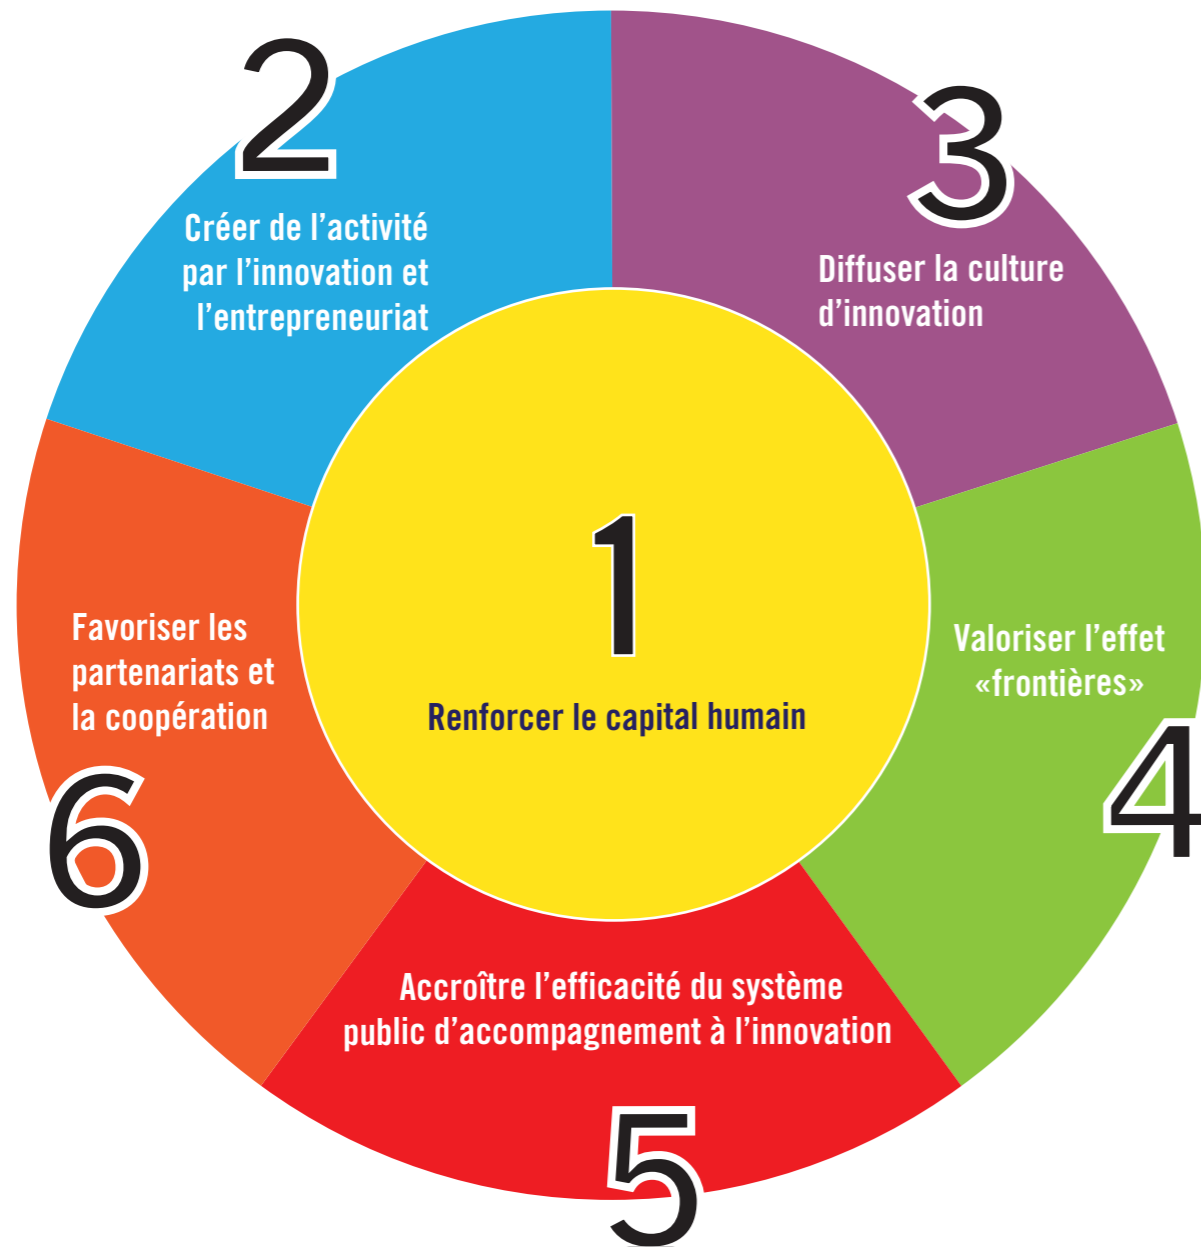 2
Créer de l’activité
par l’innovation et
l’entrepreneuriat
3
Diffuser la culture
d’innovation
1
Renforcer le capital humain
Valoriser l’effet
«frontières»
4
Accroître l’efficacité du système
public d’accompagnement à l’innovation
5
Favoriser les
partenariats et
la coopération
6